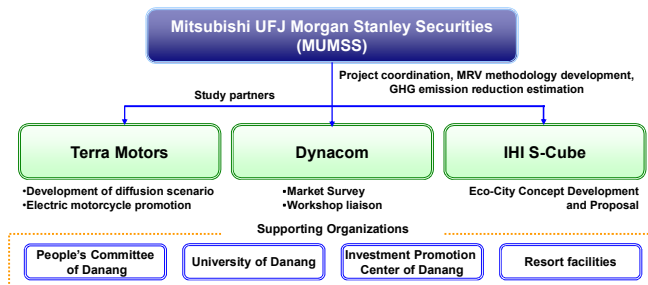 Mitsubishi UFJ Morgan Stanley Securities
(MUMSS)
Project coordination, MRV methodology development,
GHG emission reduction estimation
Study partners
Terra Motors
Dynacom
IHI S-Cube
•Development of diffusion scenario
•Electric motorcycle promotion
▪Market Survey
▪Workshop liaison
Eco-City Concept Development
and Proposal
Supporting Organizations
People's Committee
of Danang
University of Danang
Investment Promotion
Center of Danang
Resort facilities